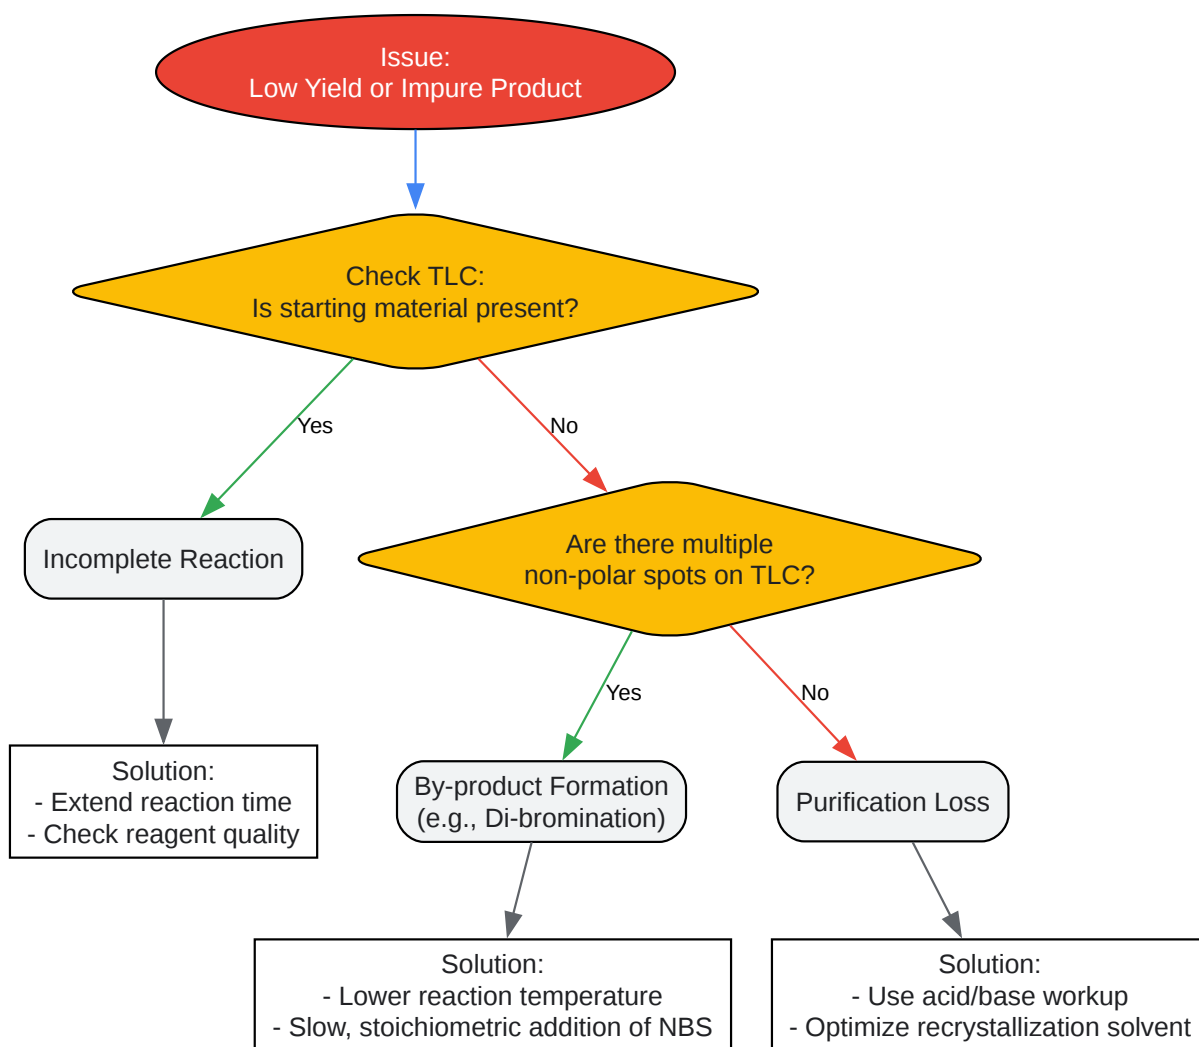 Issue:
Low Yield or Impure Product
Check TLC:
Is starting material present?
Yes
No
Incomplete Reaction
Are there multiple
non-polar spots on TLC?
Yes
No
Solution:
- Extend reaction time
- Check reagent quality
By-product Formation
(e.g., Di-bromination)
Purification Loss
Solution:
- Lower reaction temperature
- Slow, stoichiometric addition of NBS
Solution:
- Use acid/base workup
- Optimize recrystallization solvent